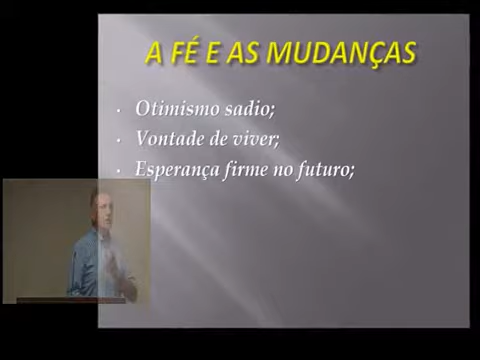 A FÉ E AS MUDANÇAS
• Otimismo sadio;
• Vontade de viver;
• Esperança firme no futuro;